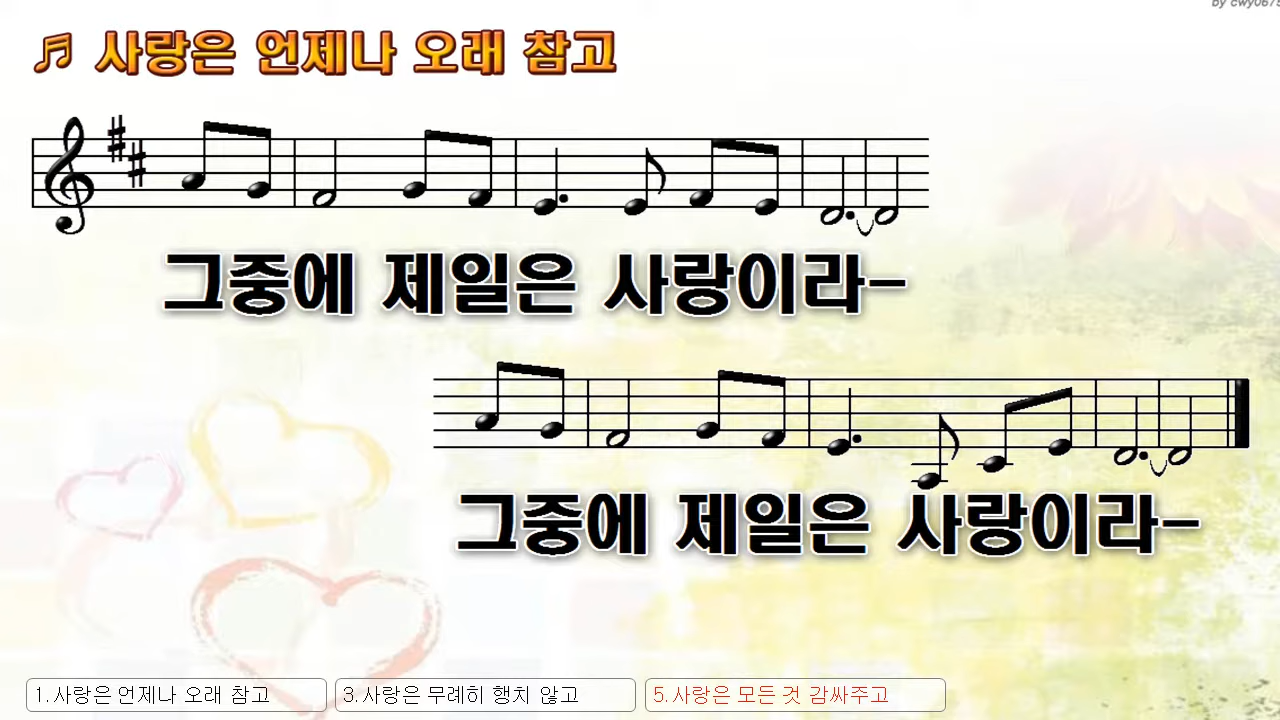 by cwy0675
♬ 사랑은 언제나 오래 참고
그중에 제일은 사랑이라-
그중에 제일은 사랑이라-
1.사랑은 언제나 오래 참고
3.사랑은 무례히 행치 않고
5.사랑은 모든 것 감싸주고